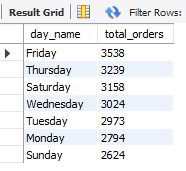 Result Grid Filter Rows:
day_name total_orders
Friday 3538
Thursday 3239
Saturday 3158
Wednesday 3024
Tuesday 2973
Monday 2794
Sunday 2624